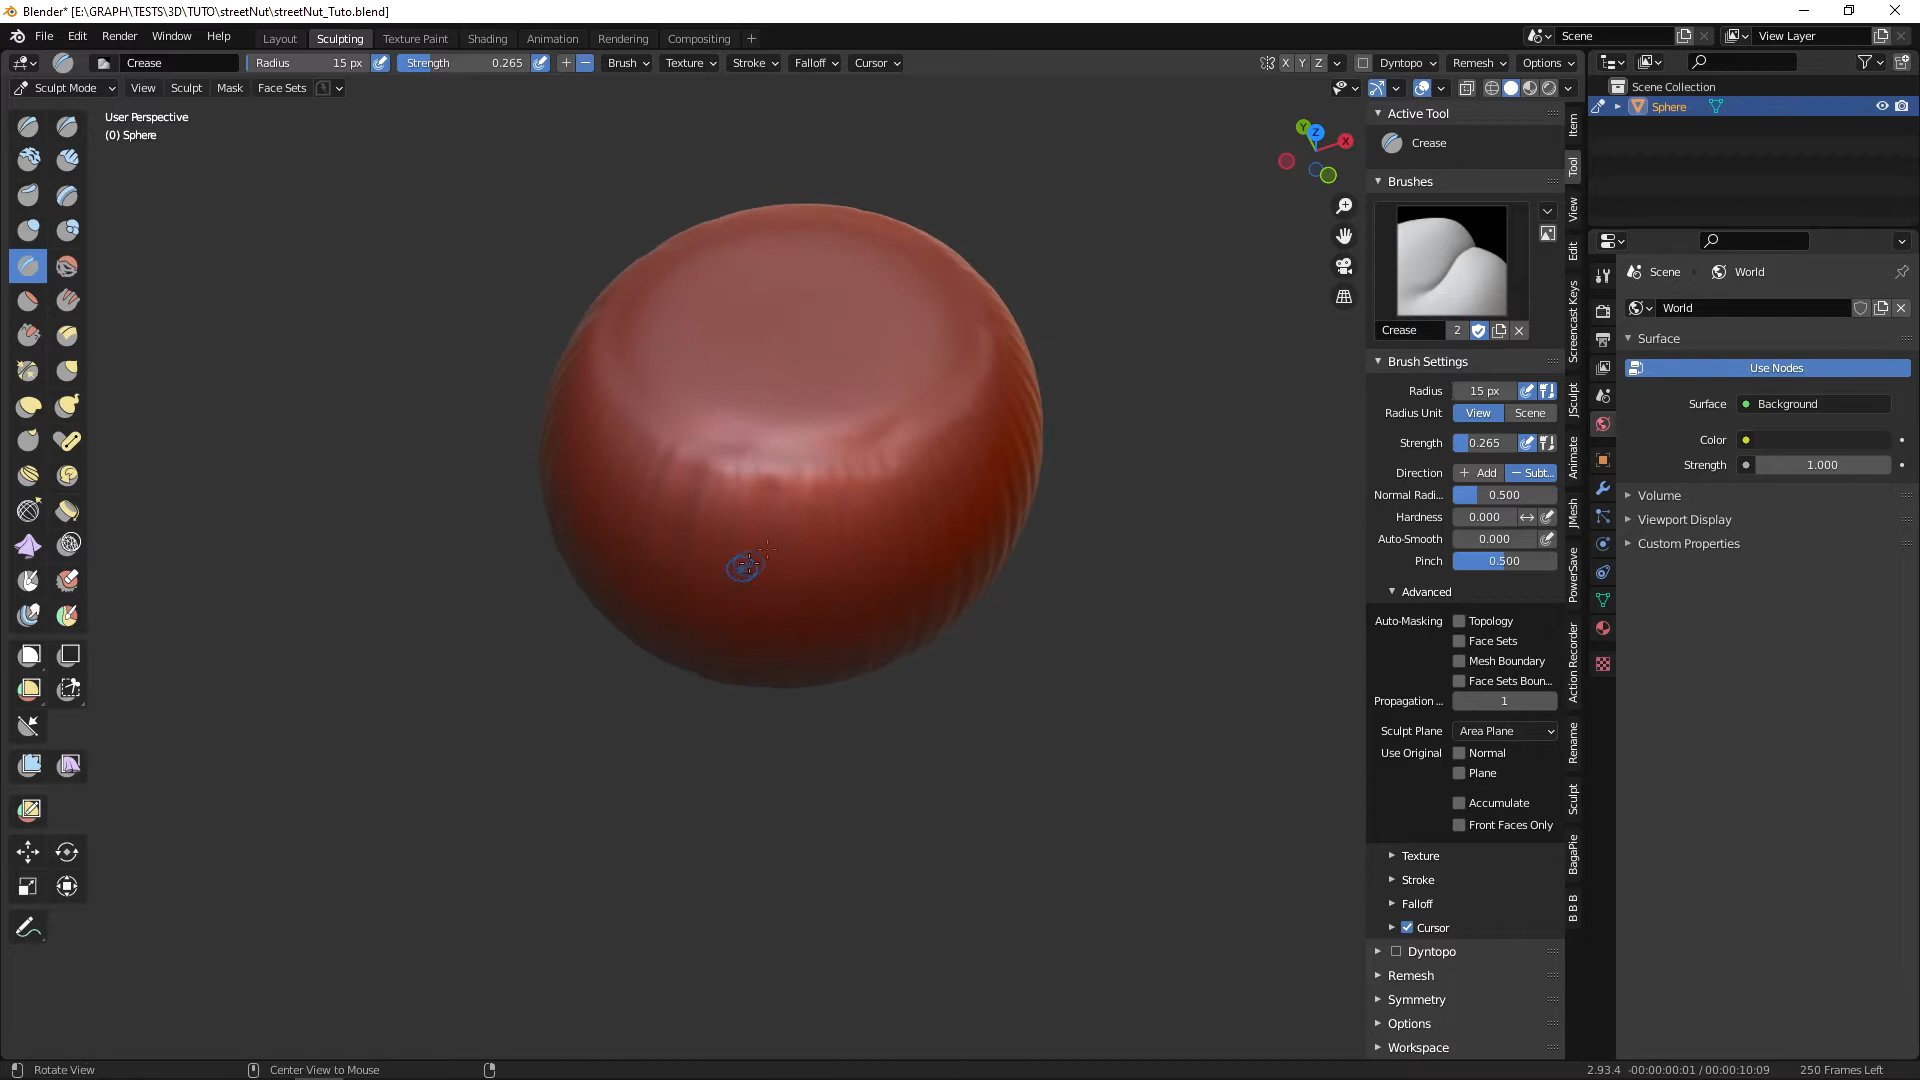 Blender* [E:\GRAPH\TESTS\3D\TUTO\streetNut\streetNut_Tuto.blend]
File Edit Render Window Help Layout Sculpting Texture Paint Shading Animation Rendering Compositing + Scene View Layer
Crease Radius 15 px Strength 0.265 + − Brush Texture Stroke Falloff Cursor X Y Z Dyntopo Remesh Options
Sculpt Mode View Sculpt Mask Face Sets
Scene Collection
Sphere
User Perspective
(0) Sphere
Y Z X
Active Tool
Crease
Brushes
Crease 2
Brush Settings
Radius 15 px
Radius Unit View Scene
Strength 0.265
Direction + Add − Subt...
Normal Radi... 0.500
Hardness 0.000
Auto-Smooth 0.000
Pinch 0.500
Advanced
Auto-Masking Topology
Face Sets
Mesh Boundary
Face Sets Boun...
Propagation ... 1
Sculpt Plane Area Plane
Use Original Normal
Plane
Accumulate
Front Faces Only
Texture
Stroke
Falloff
Cursor
Dyntopo
Remesh
Symmetry
Options
Workspace
Item
Tool
View
Edit
Screencast Keys
JSculpt
Animate
JMesh
PowerSave
Action Recorder
Rename
Sculpt
BagaPie
B B B
Scene World
World
Surface
Use Nodes
Surface Background
Color
Strength 1.000
Volume
Viewport Display
Custom Properties
Rotate View Center View to Mouse 2.93.4 -00:00:00:01 / 00:00:10:09 250 Frames Left